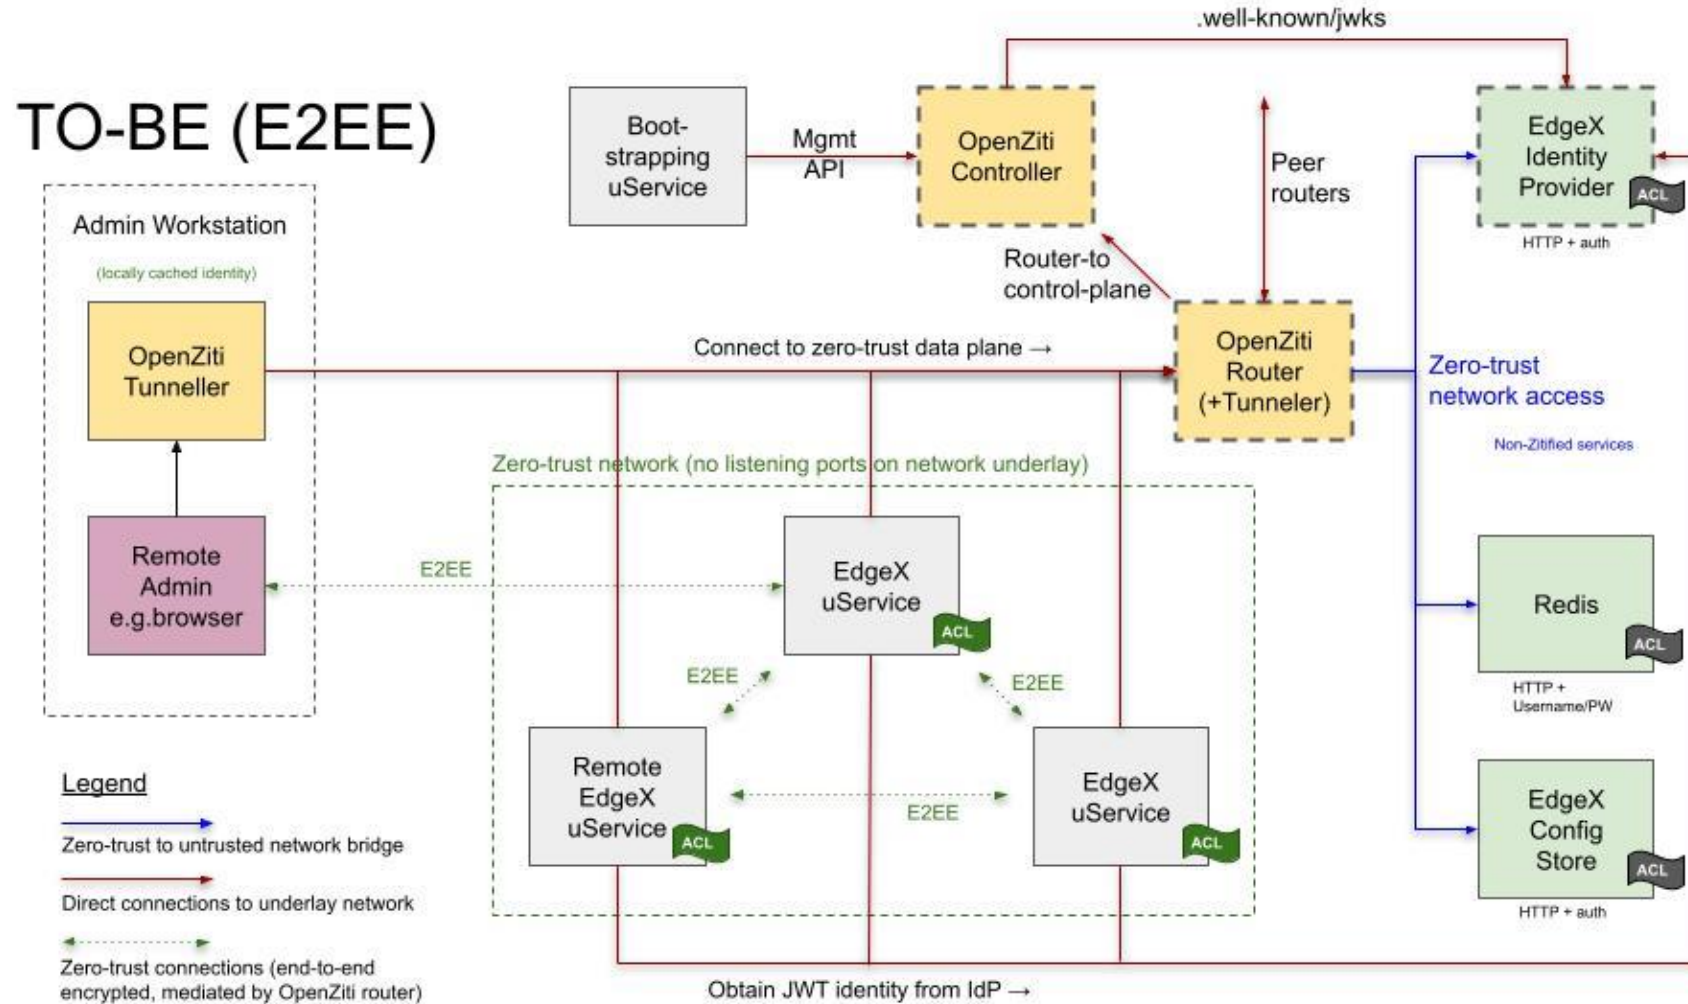 .well-known/jwks
TO-BE (E2EE)
Boot-
strapping
uService
Mgmt
API
OpenZiti
Controller
Peer
routers
EdgeX
Identity
Provider
ACL
HTTP + auth
Admin Workstation
(locally cached identity)
Router-to
control-plane
OpenZiti
Tunneller
Connect to zero-trust data plane →
OpenZiti
Router
(+Tunneler)
Zero-trust
network access
Non-Zitified services
Zero-trust network (no listening ports on network underlay)
Remote
Admin
e.g.browser
E2EE
EdgeX
uService
ACL
Redis
ACL
HTTP +
Username/PW
E2EE
E2EE
Remote
EdgeX
uService
ACL
E2EE
EdgeX
uService
ACL
EdgeX
Config
Store
ACL
HTTP + auth
Legend
Zero-trust to untrusted network bridge
Direct connections to underlay network
Zero-trust connections (end-to-end
encrypted, mediated by OpenZiti router)
Obtain JWT identity from IdP →